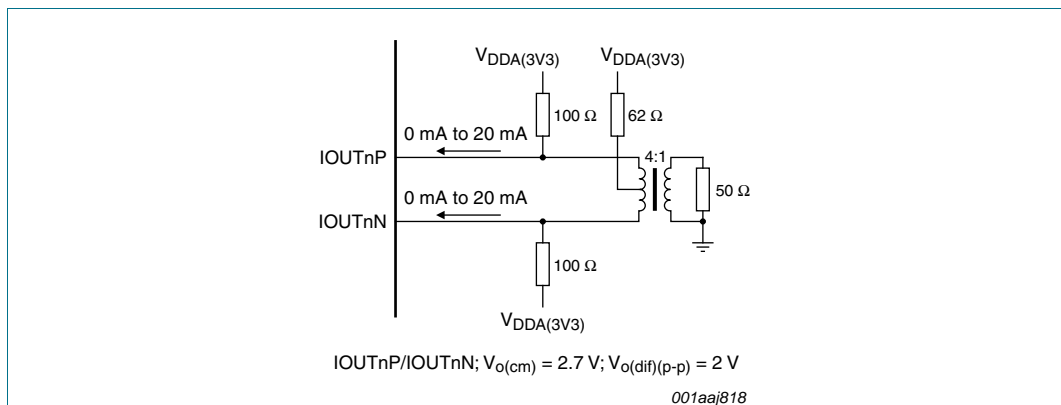 VDDA(3V3) VDDA(3V3)
100 Ω 62 Ω
0 mA to 20 mA
IOUTnP
4:1
50 Ω
0 mA to 20 mA
IOUTnN
100 Ω
VDDA(3V3)
IOUTnP/IOUTnN; Vo(cm) = 2.7 V; Vo(dif)(p-p) = 2 V
001aaj818